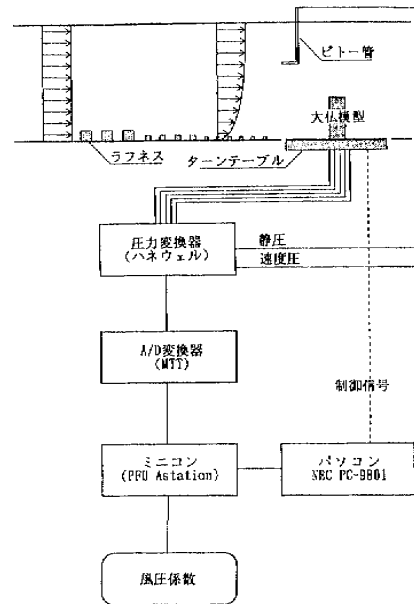 ピトー管
大仏模型
ラフネス
ターンテーブル
圧力変換器
(ハネウェル)
静圧
速度圧
A/D変換器
(MTT)
制御信号
ミニコン
(PFU Astation)
パソコン
NEC PC-9801
風圧係数